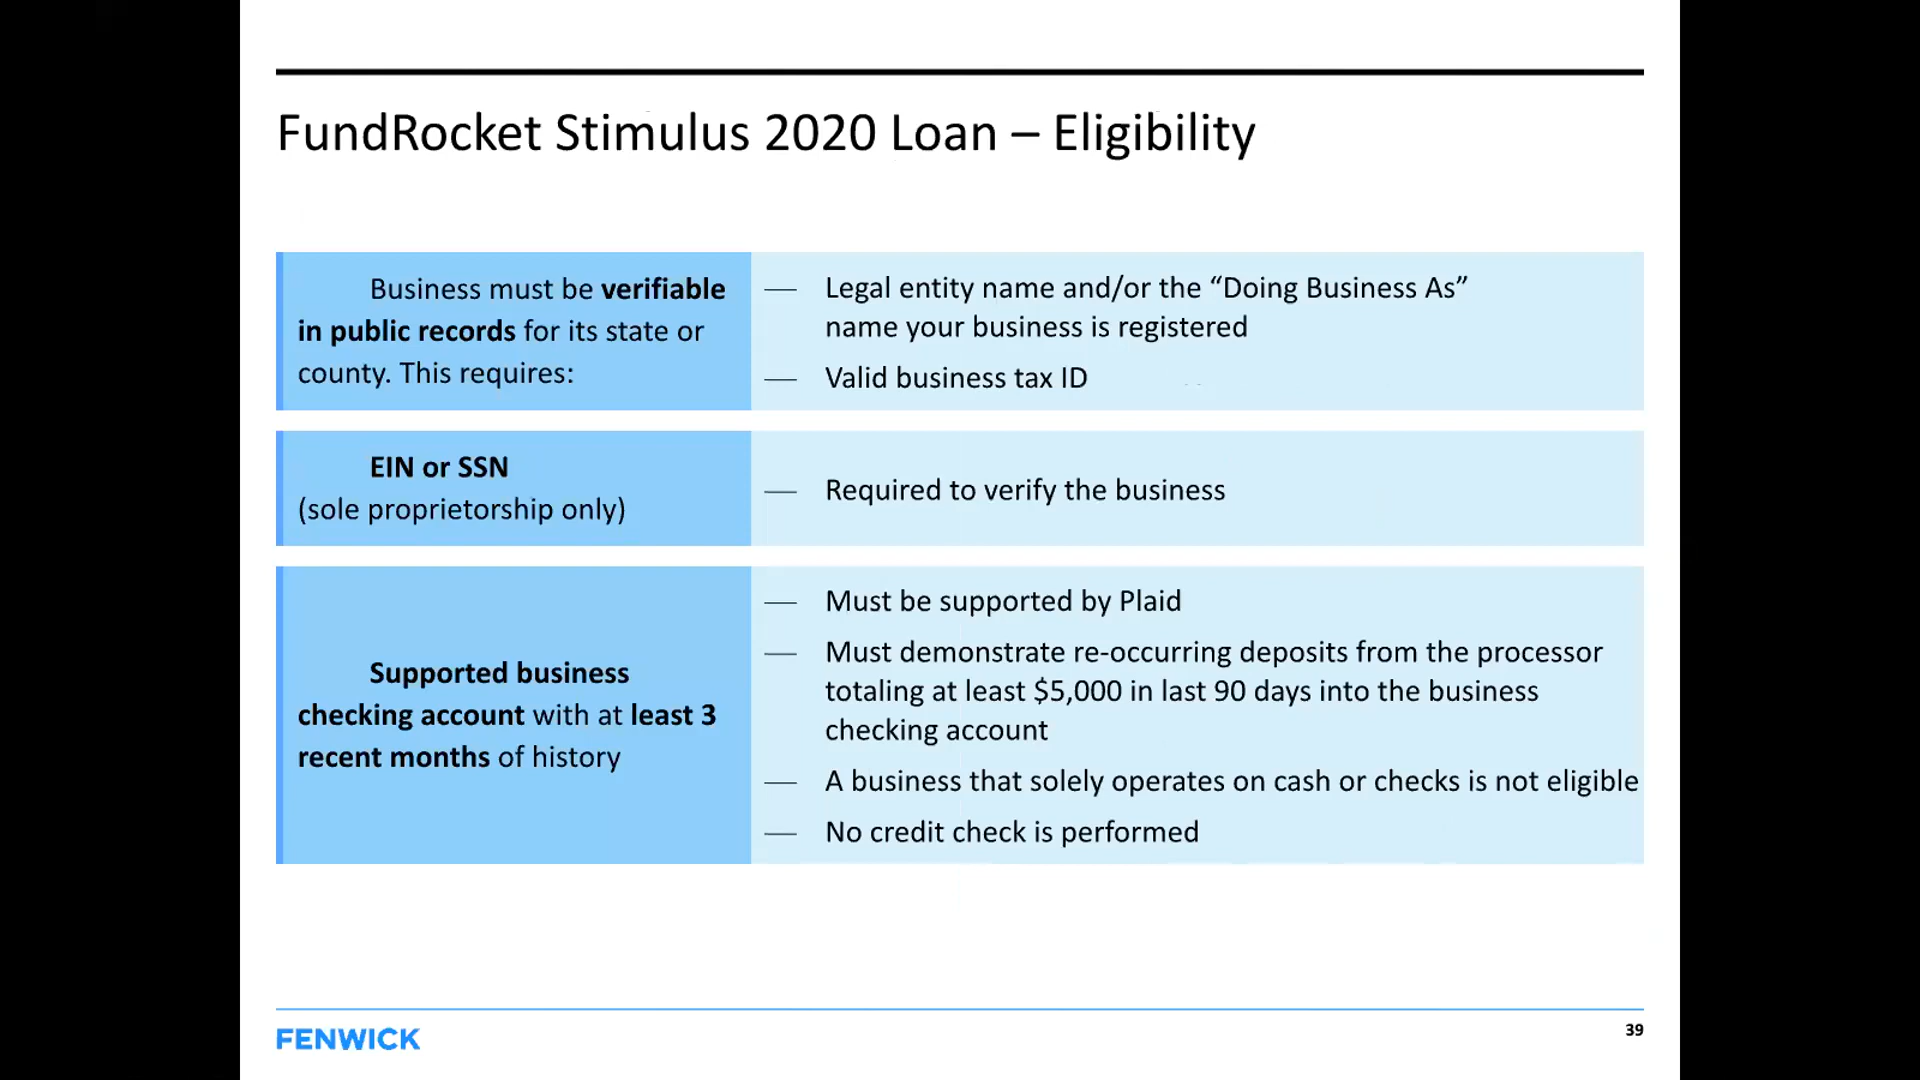 FundRocket Stimulus 2020 Loan – Eligibility
Business must be verifiable
in public records for its state or
county. This requires:
— Legal entity name and/or the “Doing Business As”
name your business is registered
— Valid business tax ID
EIN or SSN
(sole proprietorship only)
— Required to verify the business
Supported business
checking account with at least 3
recent months of history
— Must be supported by Plaid
— Must demonstrate re-occurring deposits from the processor
totaling at least $5,000 in last 90 days into the business
checking account
— A business that solely operates on cash or checks is not eligible
— No credit check is performed
FENWICK
39